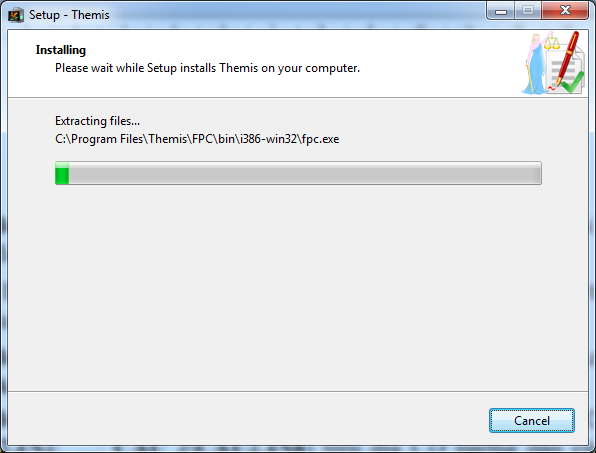 Setup - Themis
Installing
Please wait while Setup installs Themis on your computer.
Extracting files...
C:\Program Files\Themis\FPC\bin\i386-win32\fpc.exe
Cancel